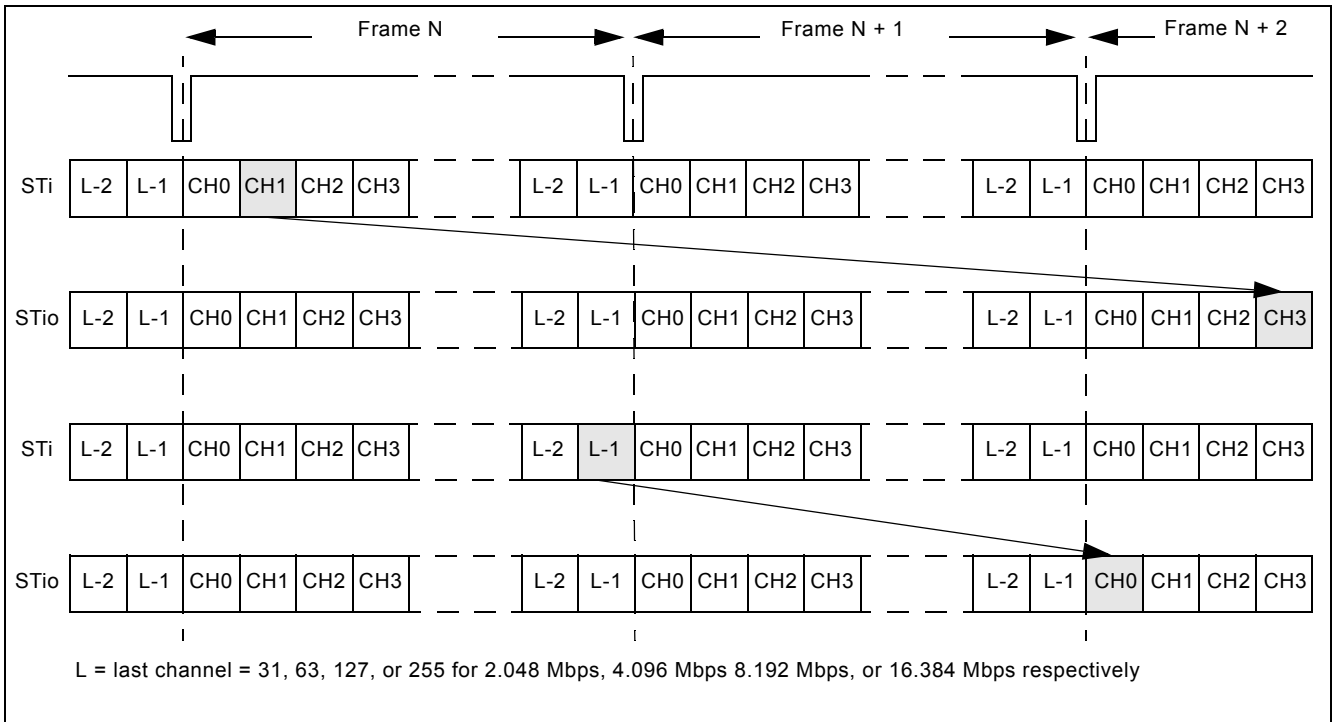 Frame N Frame N + 1 Frame N + 2
STi L-2 L-1 CH0 CH1 CH2 CH3 L-2 L-1 CH0 CH1 CH2 CH3 L-2 L-1 CH0 CH1 CH2 CH3
STio L-2 L-1 CH0 CH1 CH2 CH3 L-2 L-1 CH0 CH1 CH2 CH3 L-2 L-1 CH0 CH1 CH2 CH3
STi L-2 L-1 CH0 CH1 CH2 CH3 L-2 L-1 CH0 CH1 CH2 CH3 L-2 L-1 CH0 CH1 CH2 CH3
STio L-2 L-1 CH0 CH1 CH2 CH3 L-2 L-1 CH0 CH1 CH2 CH3 L-2 L-1 CH0 CH1 CH2 CH3
L = last channel = 31, 63, 127, or 255 for 2.048 Mbps, 4.096 Mbps 8.192 Mbps, or 16.384 Mbps respectively